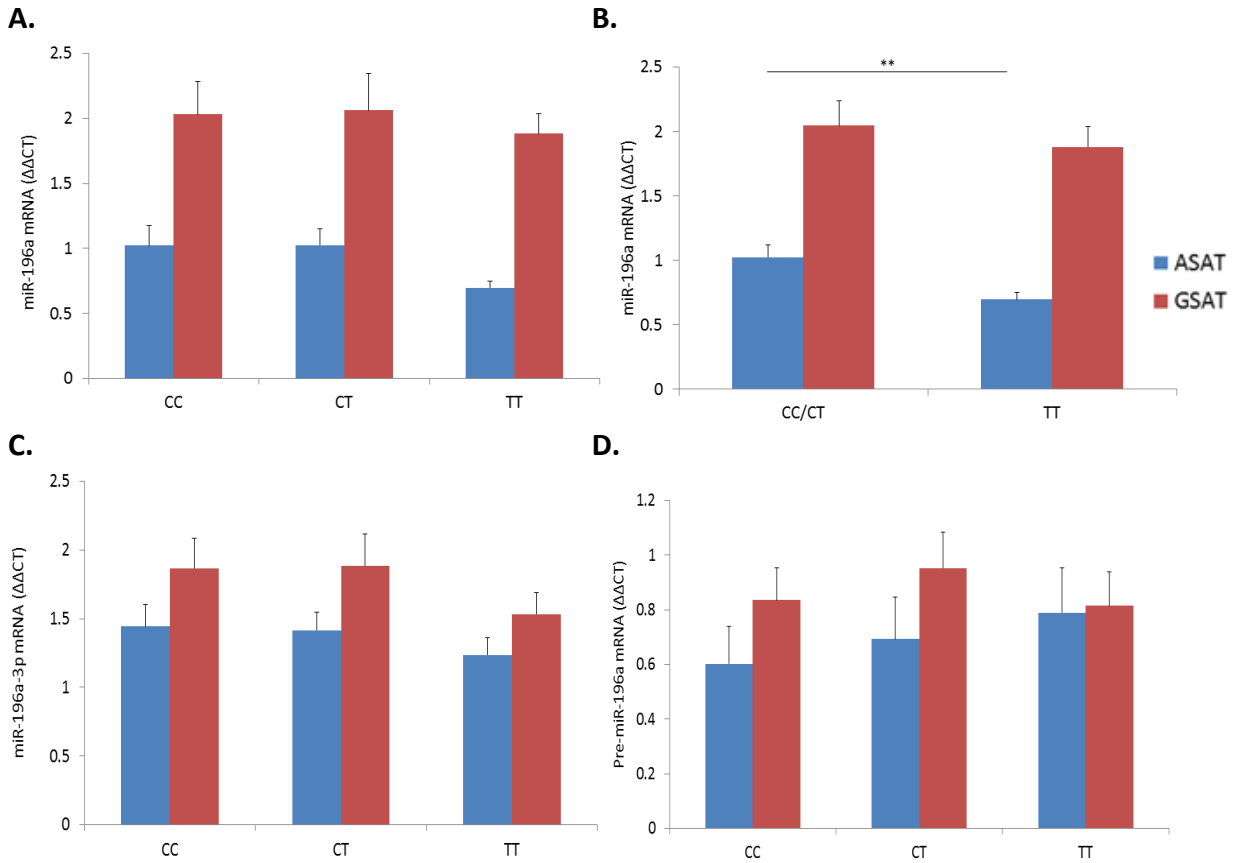 A.
miR-196a mRNA (ΔΔCT)
2.5
2
1.5
1
0.5
0
CC
CT
TT
B.
miR-196a mRNA (ΔΔCT)
2.5
2
1.5
1
0.5
0
**
CC/CT
TT
ASAT
GSAT
C.
miR-196a-3p mRNA (ΔΔCT)
2.5
2
1.5
1
0.5
0
CC
CT
TT
D.
Pre-miR-196a mRNA (ΔΔCT)
1.2
1
0.8
0.6
0.4
0.2
0
CC
CT
TT